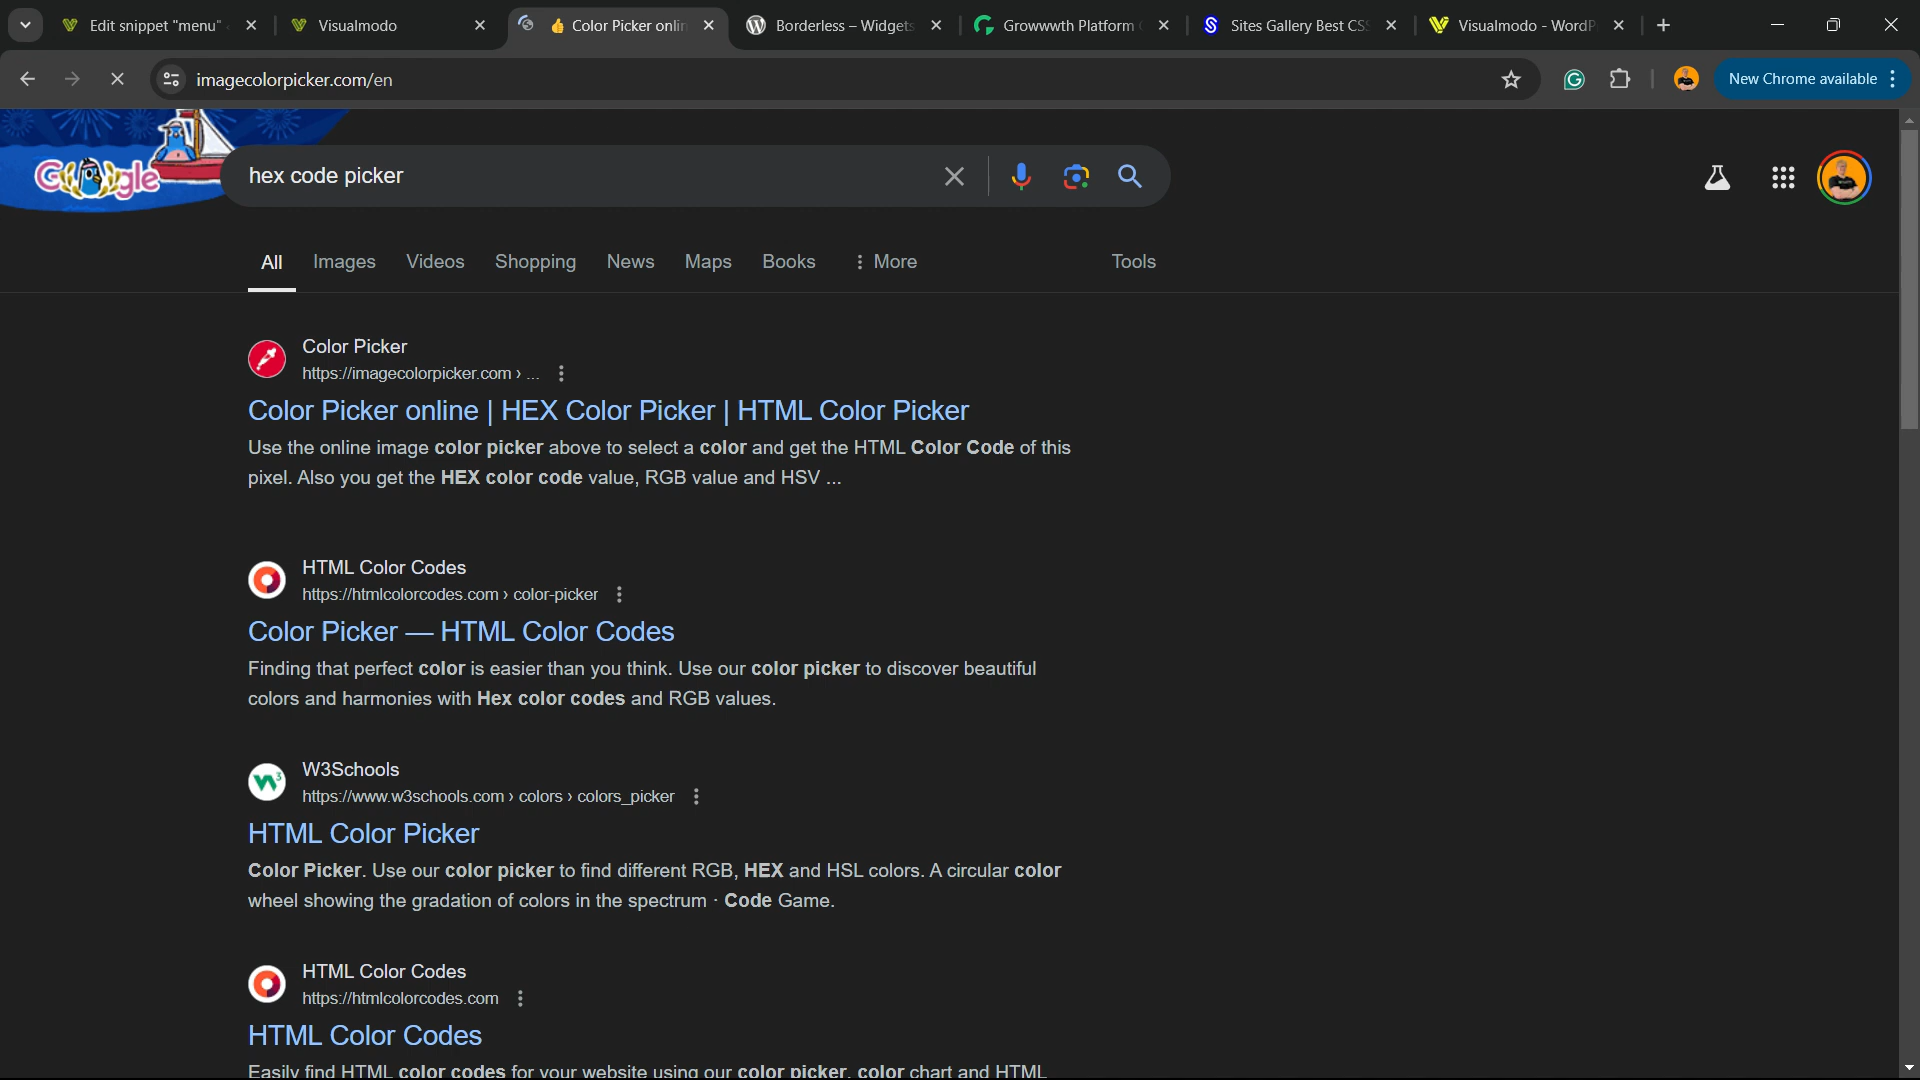 Edit snippet "menu"
Visualmodo
👍 Color Picker onlin
Borderless – Widgets
Growwwth Platform
Sites Gallery Best CSS
Visualmodo - WordP
imagecolorpicker.com/en
New Chrome available
Google
hex code picker
All Images Videos Shopping News Maps Books More Tools
Color Picker
https://imagecolorpicker.com › ...
Color Picker online | HEX Color Picker | HTML Color Picker
Use the online image color picker above to select a color and get the HTML Color Code of this
pixel. Also you get the HEX color code value, RGB value and HSV ...
HTML Color Codes
https://htmlcolorcodes.com › color-picker
Color Picker — HTML Color Codes
Finding that perfect color is easier than you think. Use our color picker to discover beautiful
colors and harmonies with Hex color codes and RGB values.
W3Schools
https://www.w3schools.com › colors › colors_picker
HTML Color Picker
Color Picker. Use our color picker to find different RGB, HEX and HSL colors. A circular color
wheel showing the gradation of colors in the spectrum · Code Game.
HTML Color Codes
https://htmlcolorcodes.com
HTML Color Codes
Easily find HTML color codes for your website using our color picker, color chart and HTML